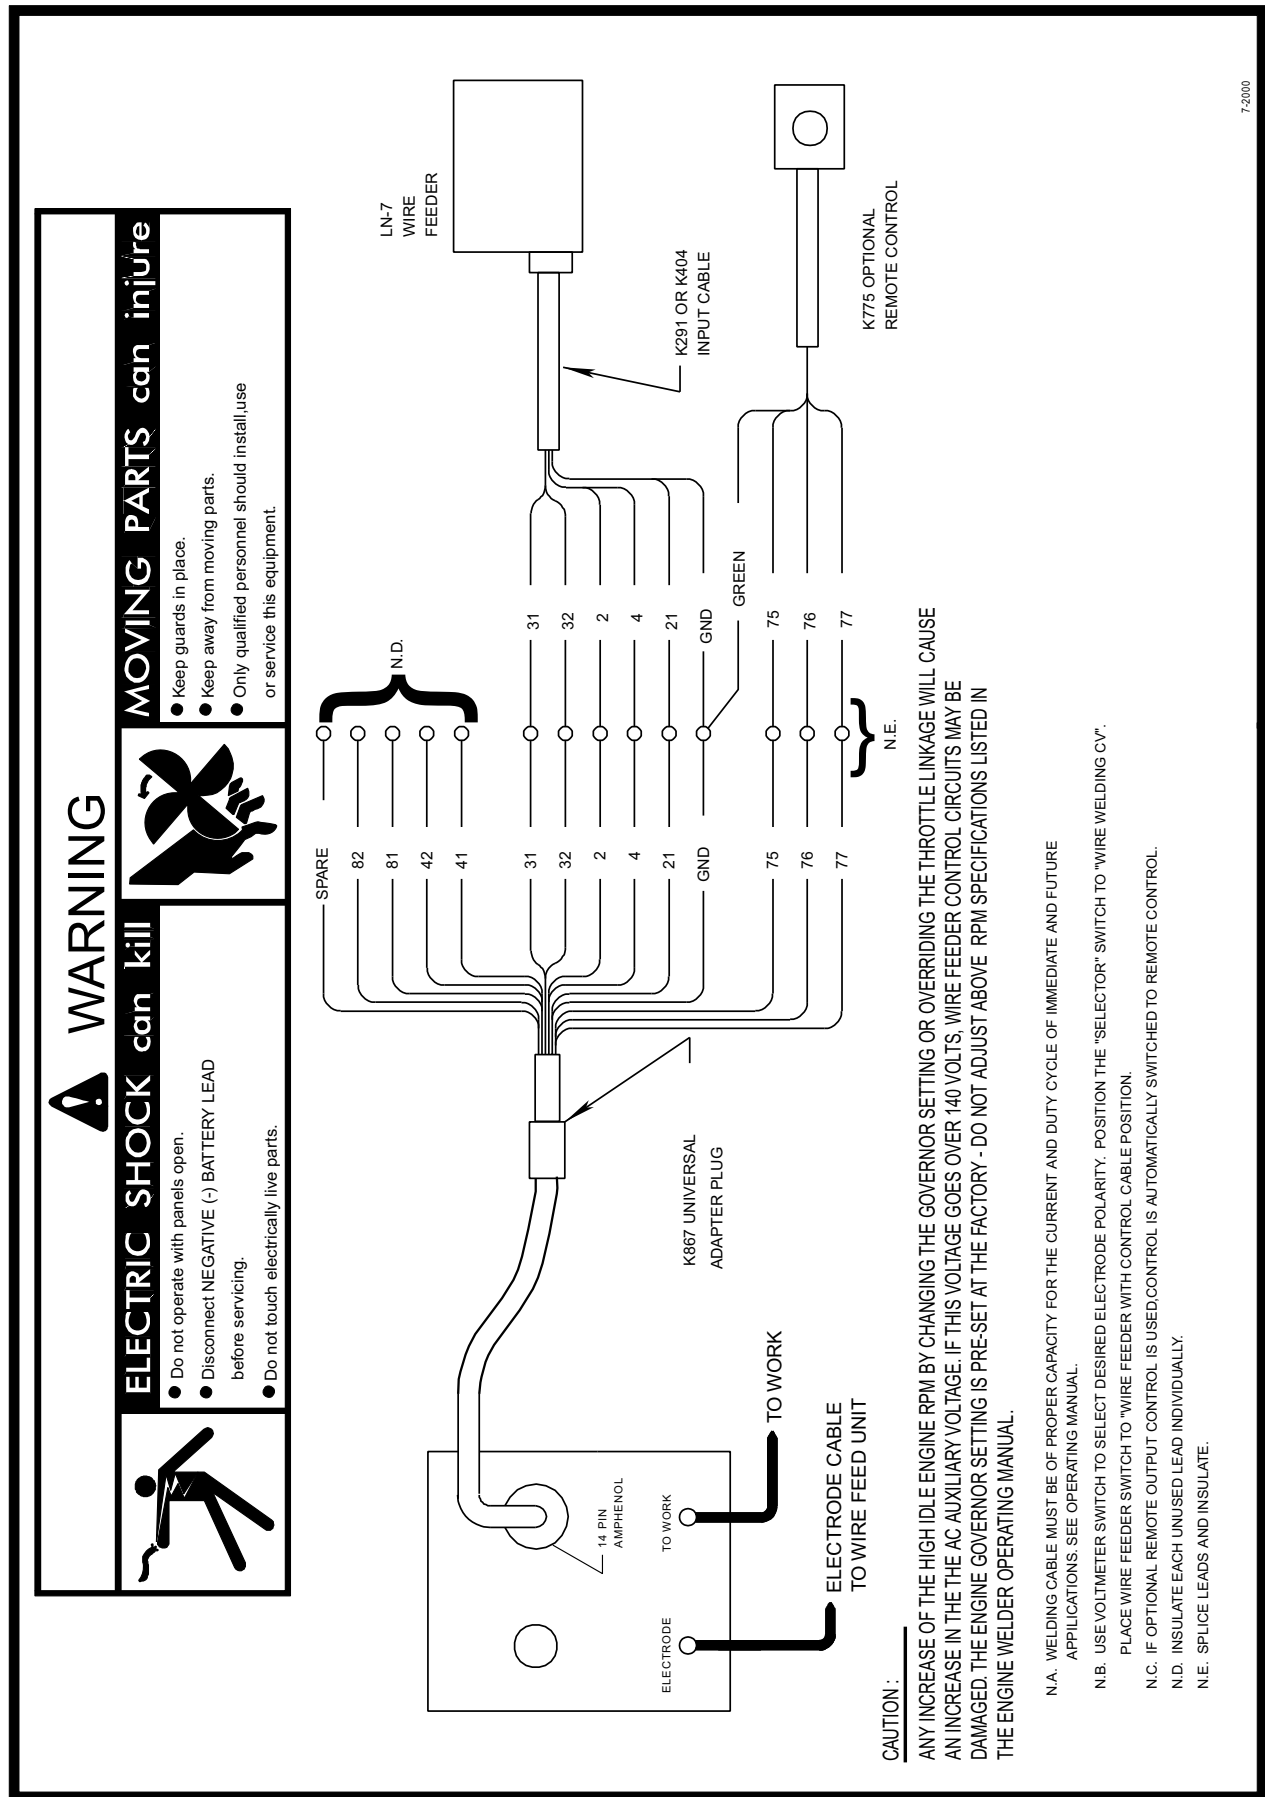 WARNING
ELECTRIC SHOCK can kill
● Do not operate with panels open.
● Disconnect NEGATIVE (-) BATTERY LEAD
before servicing.
● Do not touch electrically live parts.
MOVING PARTS can injure
● Keep guards in place.
● Keep away from moving parts.
● Only qualified personnel should install,use
or service this equipment.
SPARE
82
81
42
41
N.D.
31
32
2
4
21
GND
75
76
77
31
32
2
4
21
GND
GREEN
75
76
77
N.E.
LN-7
WIRE
FEEDER
K291 OR K404
INPUT CABLE
K775 OPTIONAL
REMOTE CONTROL
K867 UNIVERSAL
ADAPTER PLUG
14 PIN
AMPHENOL
TO WORK
ELECTRODE
TO WORK
ELECTRODE CABLE
TO WIRE FEED UNIT
CAUTION :
ANY INCREASE OF THE HIGH IDLE ENGINE RPM BY CHANGING THE GOVERNOR SETTING OR OVERRIDING THE THROTTLE LINKAGE WILL CAUSE
AN INCREASE IN THE THE AC AUXILIARY VOLTAGE. IF THIS VOLTAGE GOES OVER 140 VOLTS, WIRE FEEDER CONTROL CIRCUITS MAY BE
DAMAGED. THE ENGINE GOVERNOR SETTING IS PRE-SET AT THE FACTORY - DO NOT ADJUST ABOVE RPM SPECIFICATIONS LISTED IN
THE ENGINE WELDER OPERATING MANUAL.
N.A. WELDING CABLE MUST BE OF PROPER CAPACITY FOR THE CURRENT AND DUTY CYCLE OF IMMEDIATE AND FUTURE
APPILICATIONS. SEE OPERATING MANUAL.
N.B. USE VOLTMETER SWITCH TO SELECT DESIRED ELECTRODE POLARITY. POSITION THE "SELECTOR" SWITCH TO "WIRE WELDING CV".
PLACE WIRE FEEDER SWITCH TO "WIRE FEEDER WITH CONTROL CABLE POSITION.
N.C. IF OPTIONAL REMOTE OUTPUT CONTROL IS USED,CONTROL IS AUTOMATICALLY SWITCHED TO REMOTE CONTROL.
N.D. INSULATE EACH UNUSED LEAD INDIVIDUALLY.
N.E. SPLICE LEADS AND INSULATE.
7-2000